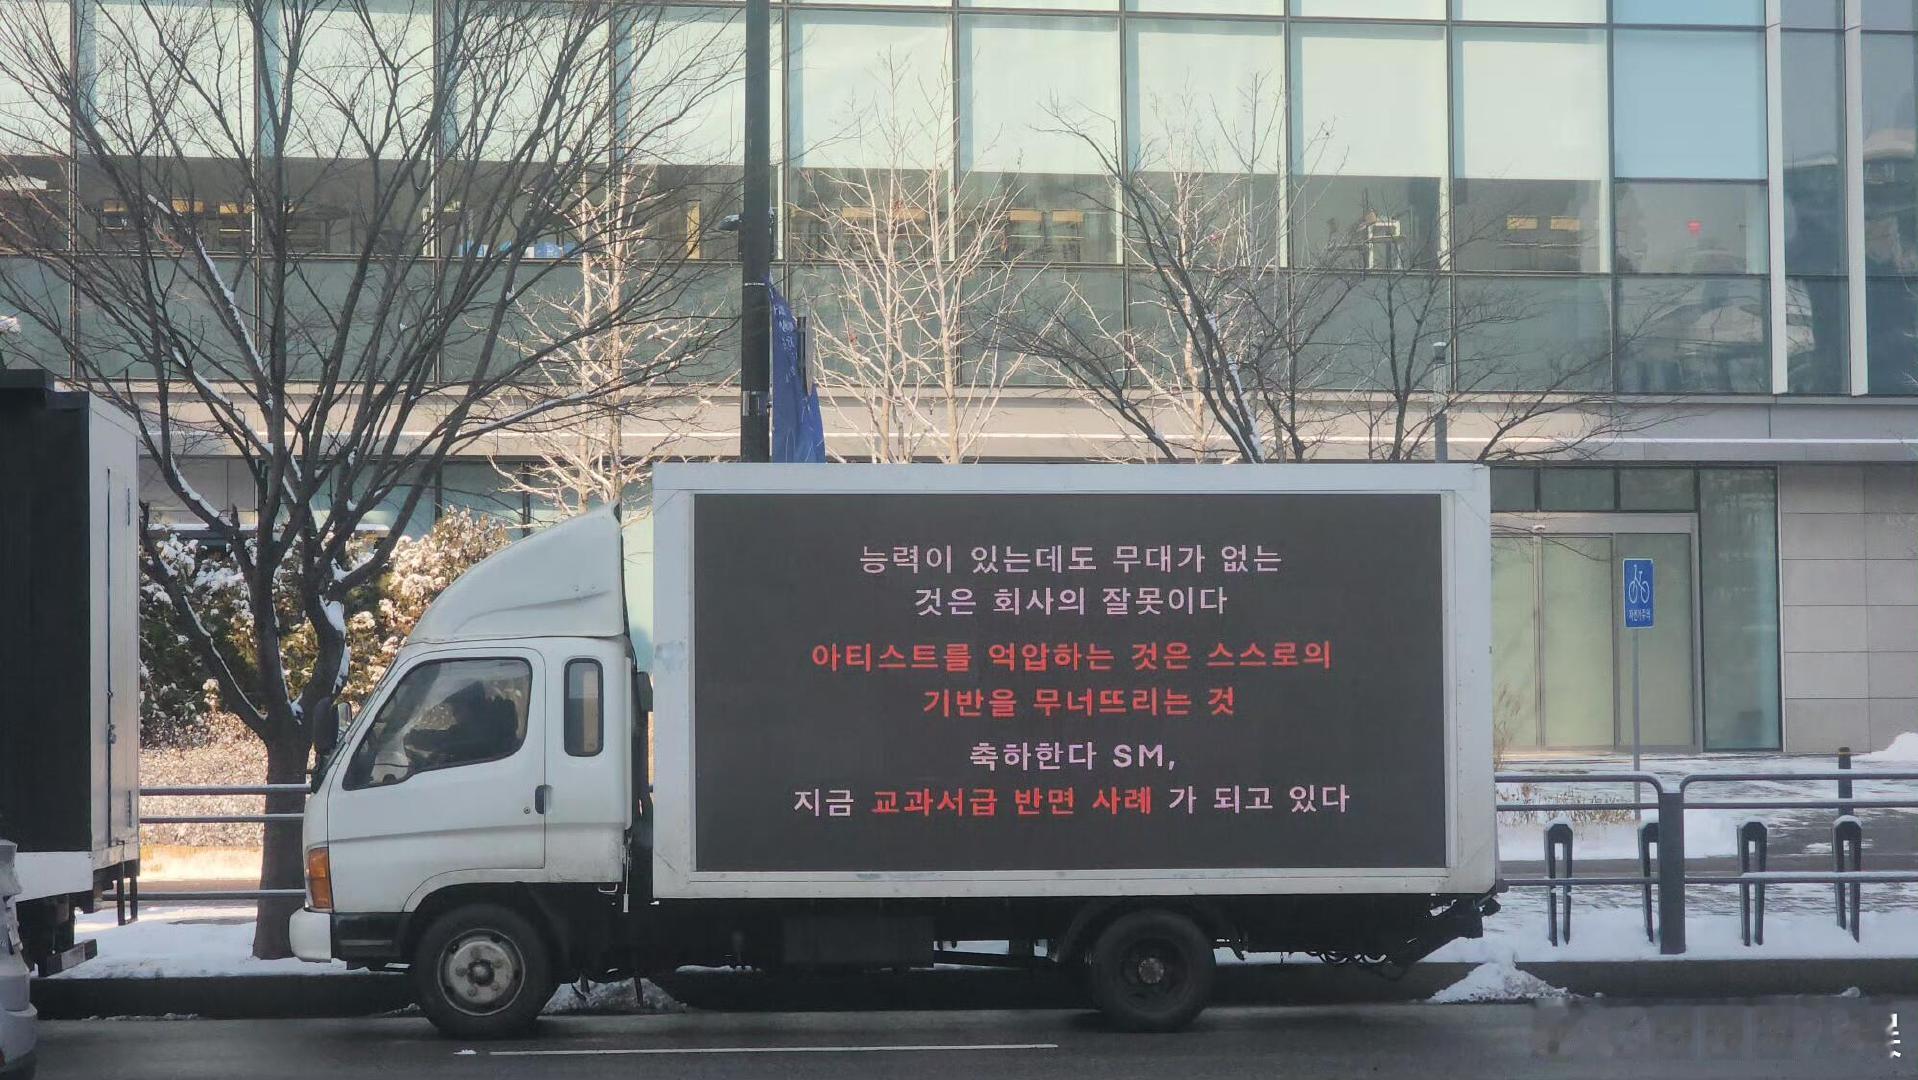 능력이 있는데도 무대가 없는
것은 회사의 잘못이다
아티스트를 억압하는 것은 스스로의
기반을 무너뜨리는 것
축하한다 SM,
지금 교과서급 반면 사례 가 되고 있다